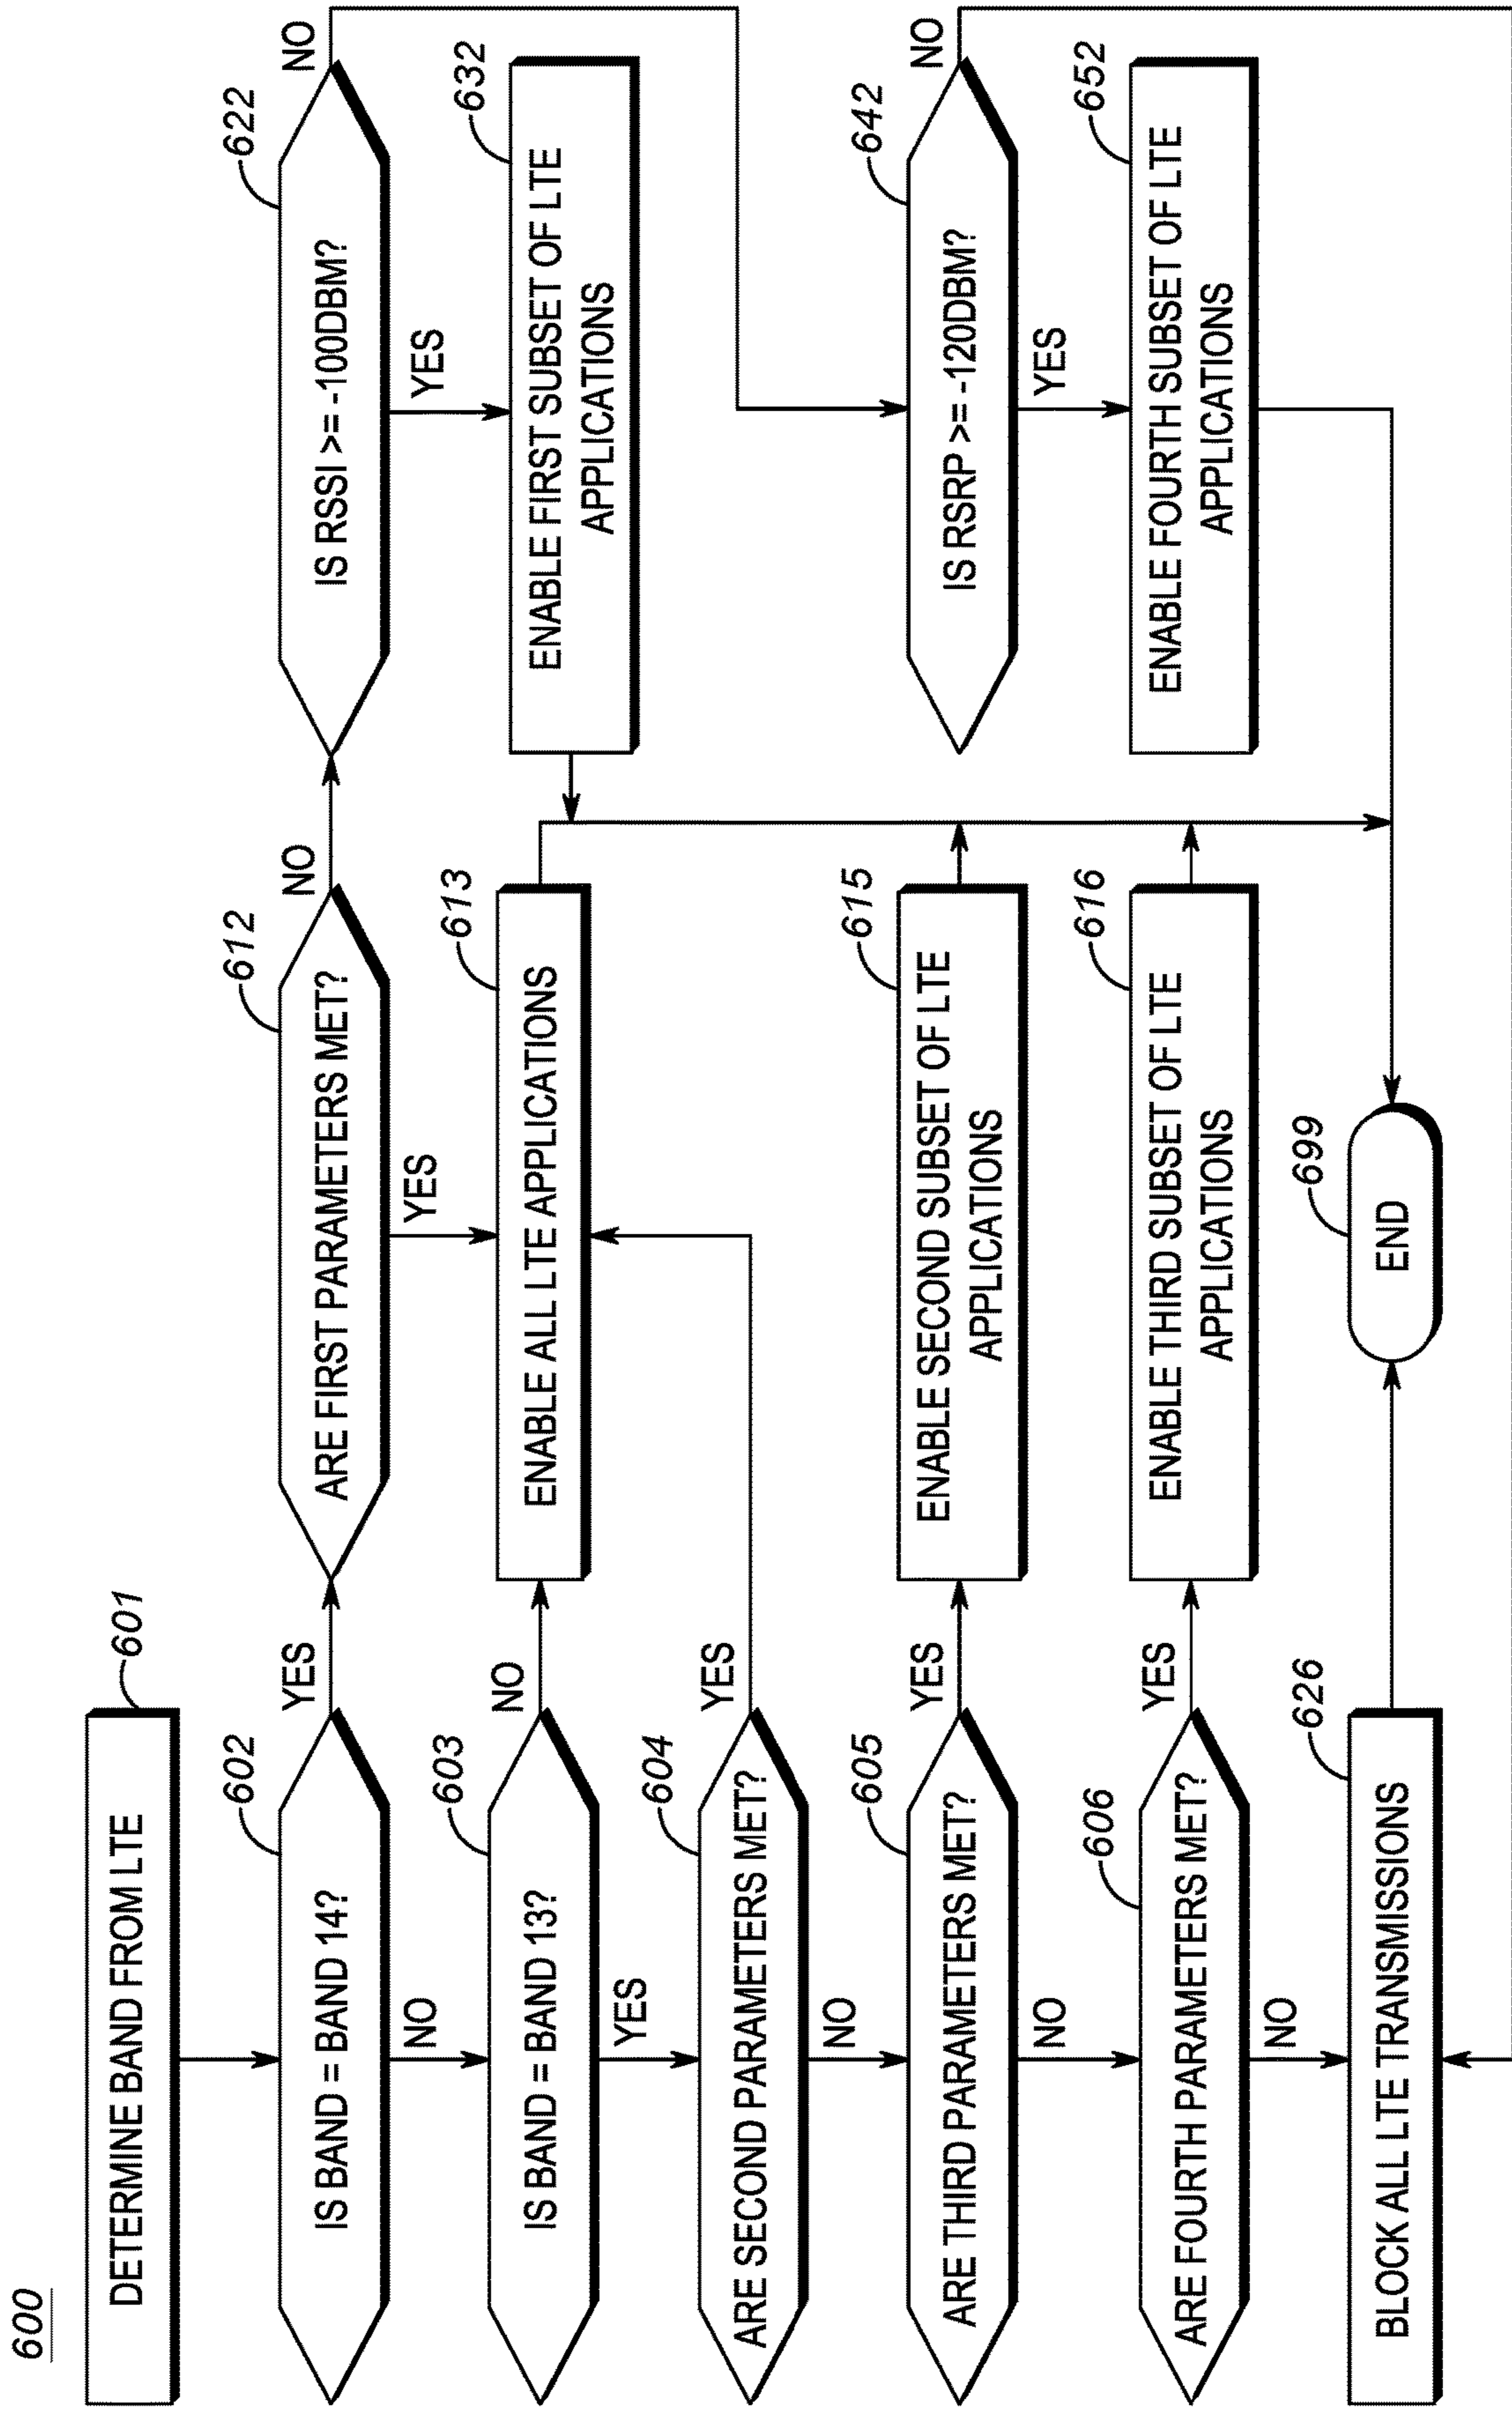 600
DETERMINE BAND FROM LTE
601
IS BAND = BAND 14?
602
YES
ARE FIRST PARAMETERS MET?
612
NO
IS RSSI >= -100DBM?
622
NO
NO
YES
YES
IS BAND = BAND 13?
603
NO
ENABLE ALL LTE APPLICATIONS
613
ENABLE FIRST SUBSET OF LTE
APPLICATIONS
632
YES
ARE SECOND PARAMETERS MET?
604
YES
NO
ARE THIRD PARAMETERS MET?
605
YES
ENABLE SECOND SUBSET OF LTE
APPLICATIONS
615
IS RSRP >= -120DBM?
642
NO
NO
YES
ARE FOURTH PARAMETERS MET?
606
YES
ENABLE THIRD SUBSET OF LTE
APPLICATIONS
616
ENABLE FOURTH SUBSET OF LTE
APPLICATIONS
652
NO
BLOCK ALL LTE TRANSMISSIONS
626
END
699